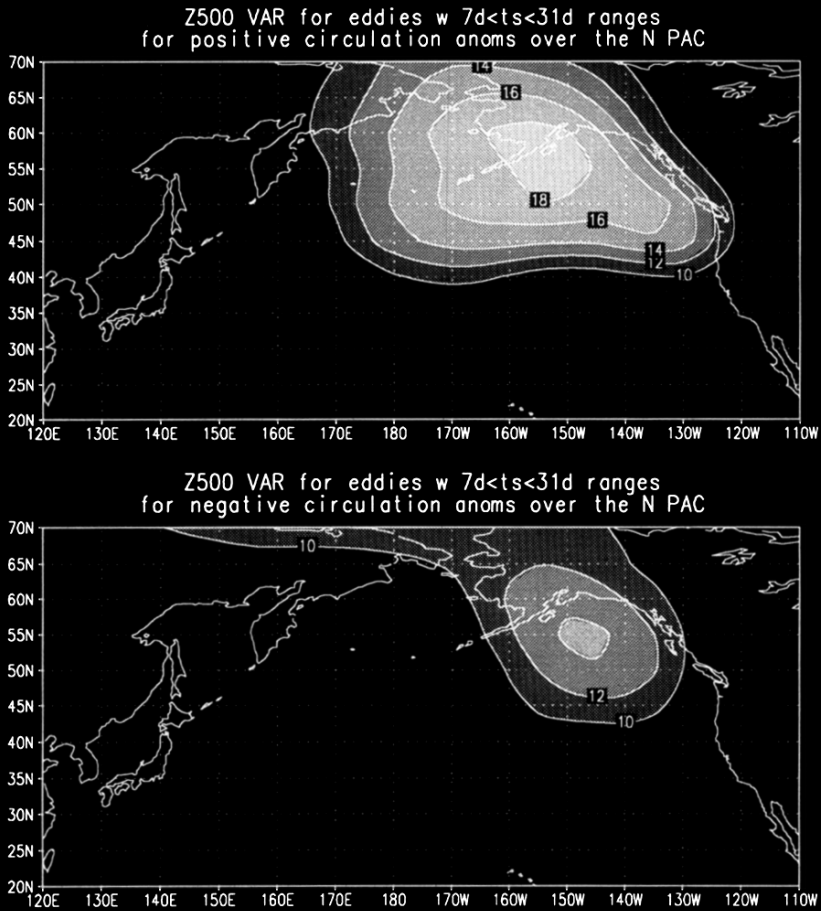 Z500 VAR for eddies w 7d<ts<31d ranges
for positive circulation anoms over the N PAC
70N
65N
60N
55N
50N
45N
40N
35N
30N
25N
20N
14
16
18
16
14
12
10
120E 130E 140E 150E 160E 170E 180 170W 160W 150W 140W 130W 120W 110W
Z500 VAR for eddies w 7d<ts<31d ranges
for negative circulation anoms over the N PAC
70N
65N
60N
55N
50N
45N
40N
35N
30N
25N
20N
10
12
10
120E 130E 140E 150E 160E 170E 180 170W 160W 150W 140W 130W 120W 110W